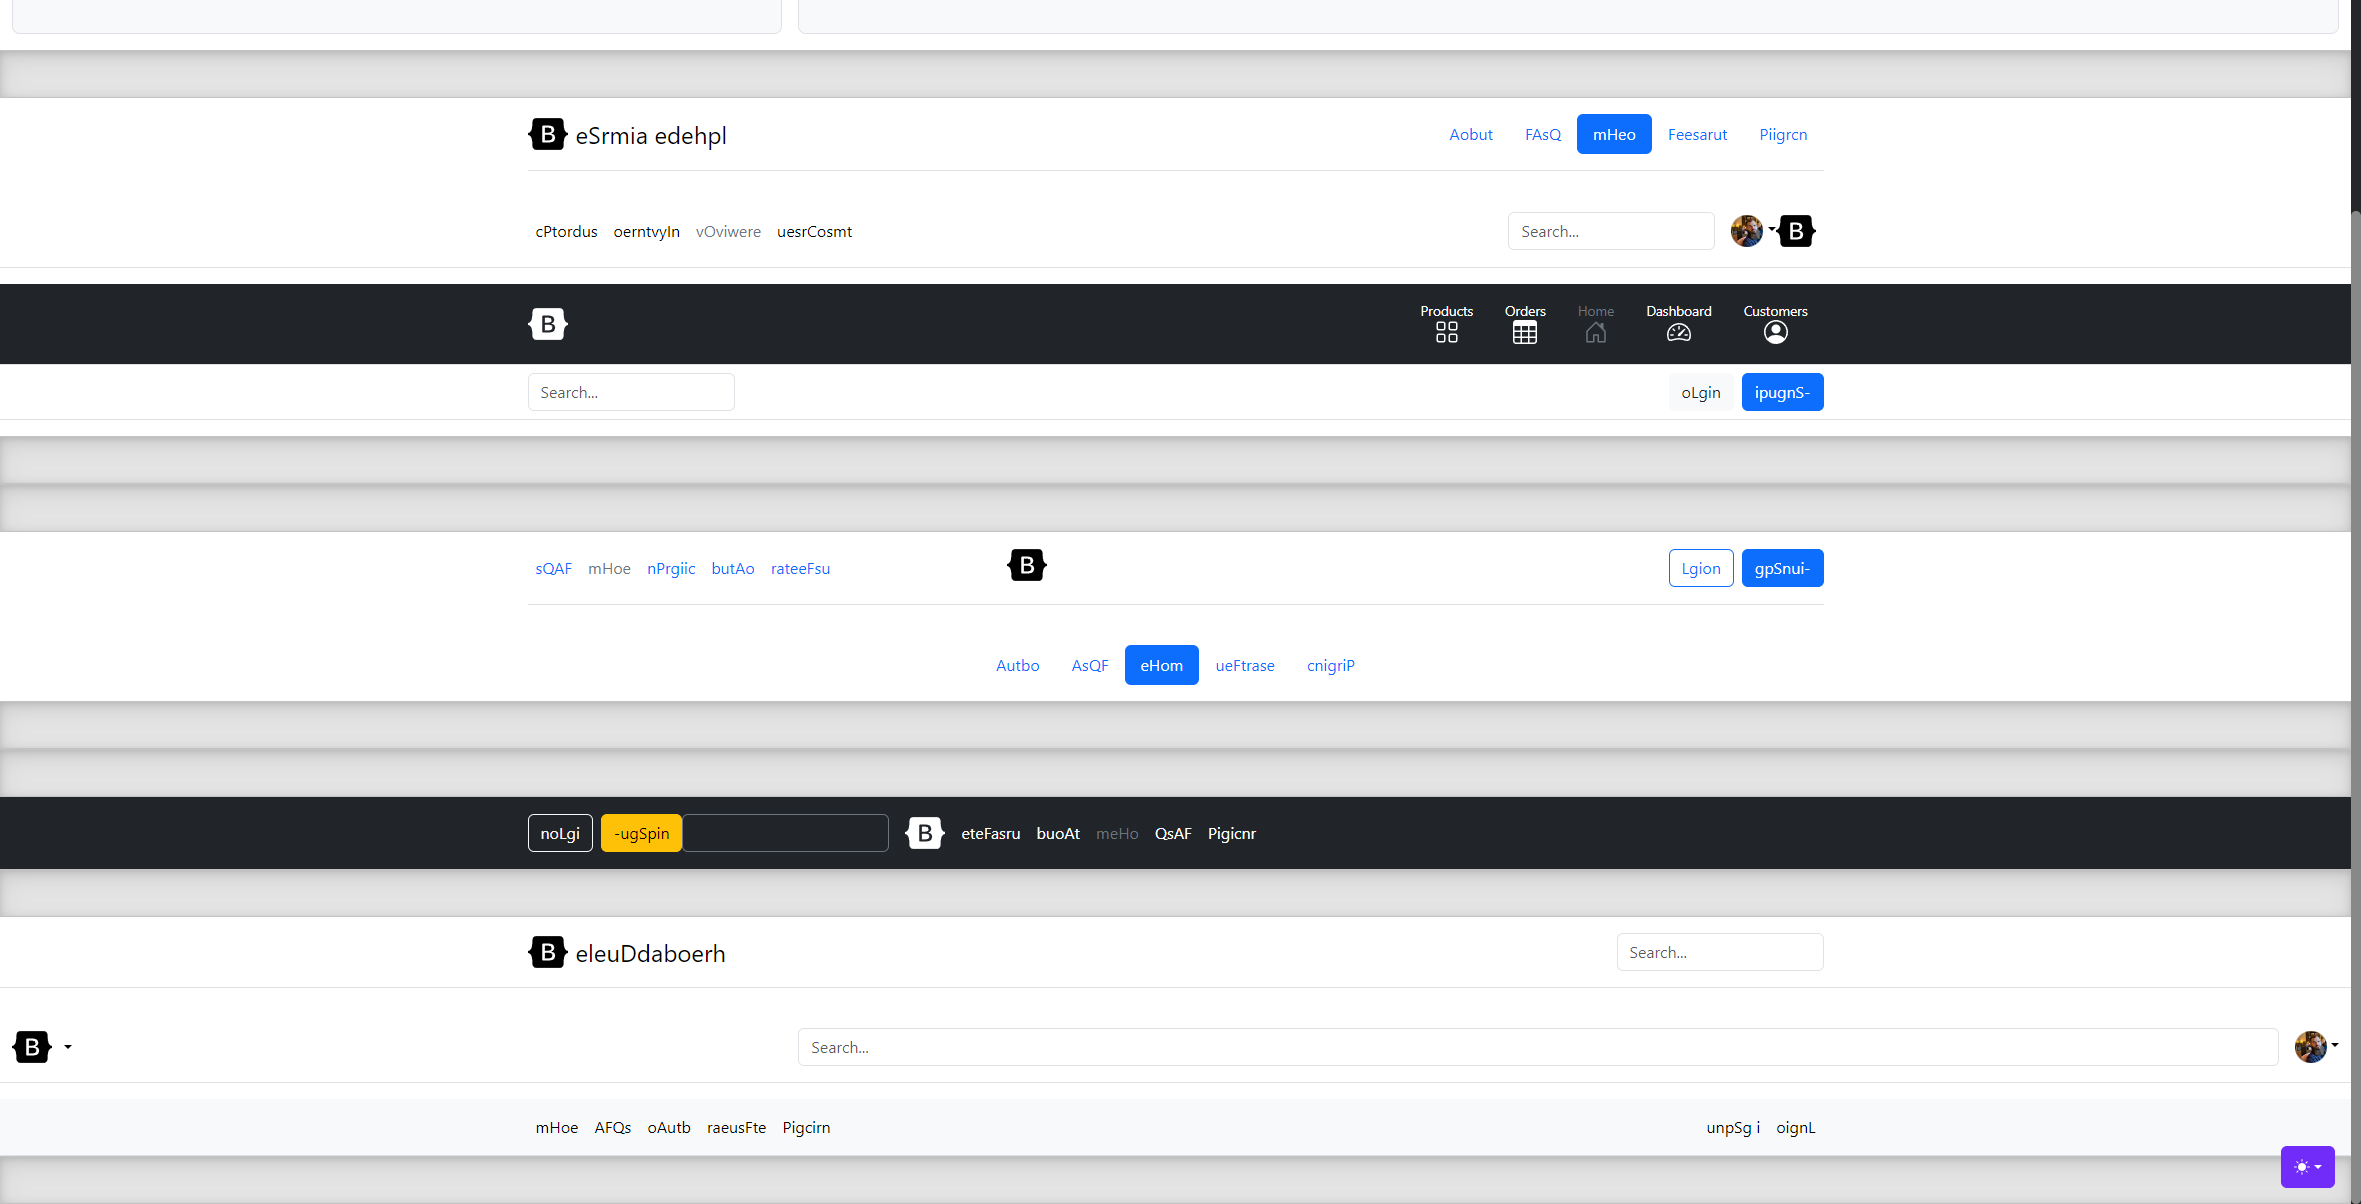 B eSrmia edehpl Aobut FAsQ mHeo Feesarut Piigrcn
cPtordus oerntvyIn vOviwere uesrCosmt Search... B
B Products Orders Home Dashboard Customers
Search... oLgin ipugnS-
sQAF mHoe nPrgiic butAo rateeFsu B Lgion gpSnui-
Autbo AsQF eHom ueFtrase cnigriP
noLgi -ugSpin B eteFasru buoAt meHo QsAF Pigicnr
B eleuDdaboerh Search...
B Search...
mHoe AFQs oAutb raeusFte Pigcirn unpSg i oignL